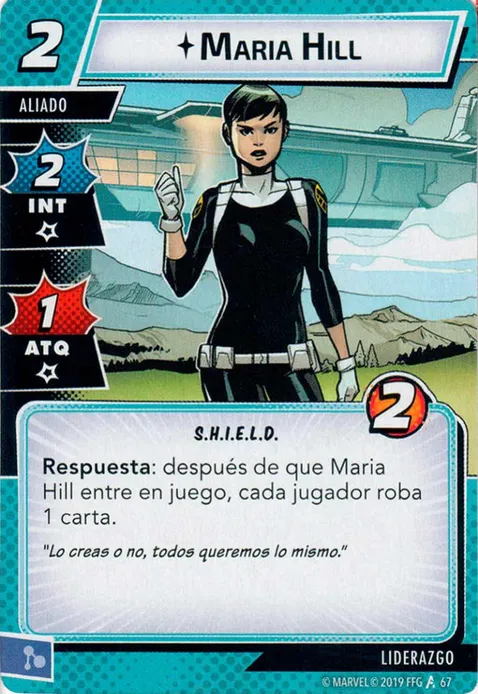 2
MARIA HILL
ALIADO
2
INT
1
ATQ
2
S.H.I.E.L.D.
Respuesta: después de que Maria
Hill entre en juego, cada jugador roba
1 carta.
"Lo creas o no, todos queremos lo mismo."
LIDERAZGO
© MARVEL © 2019 FFG 67